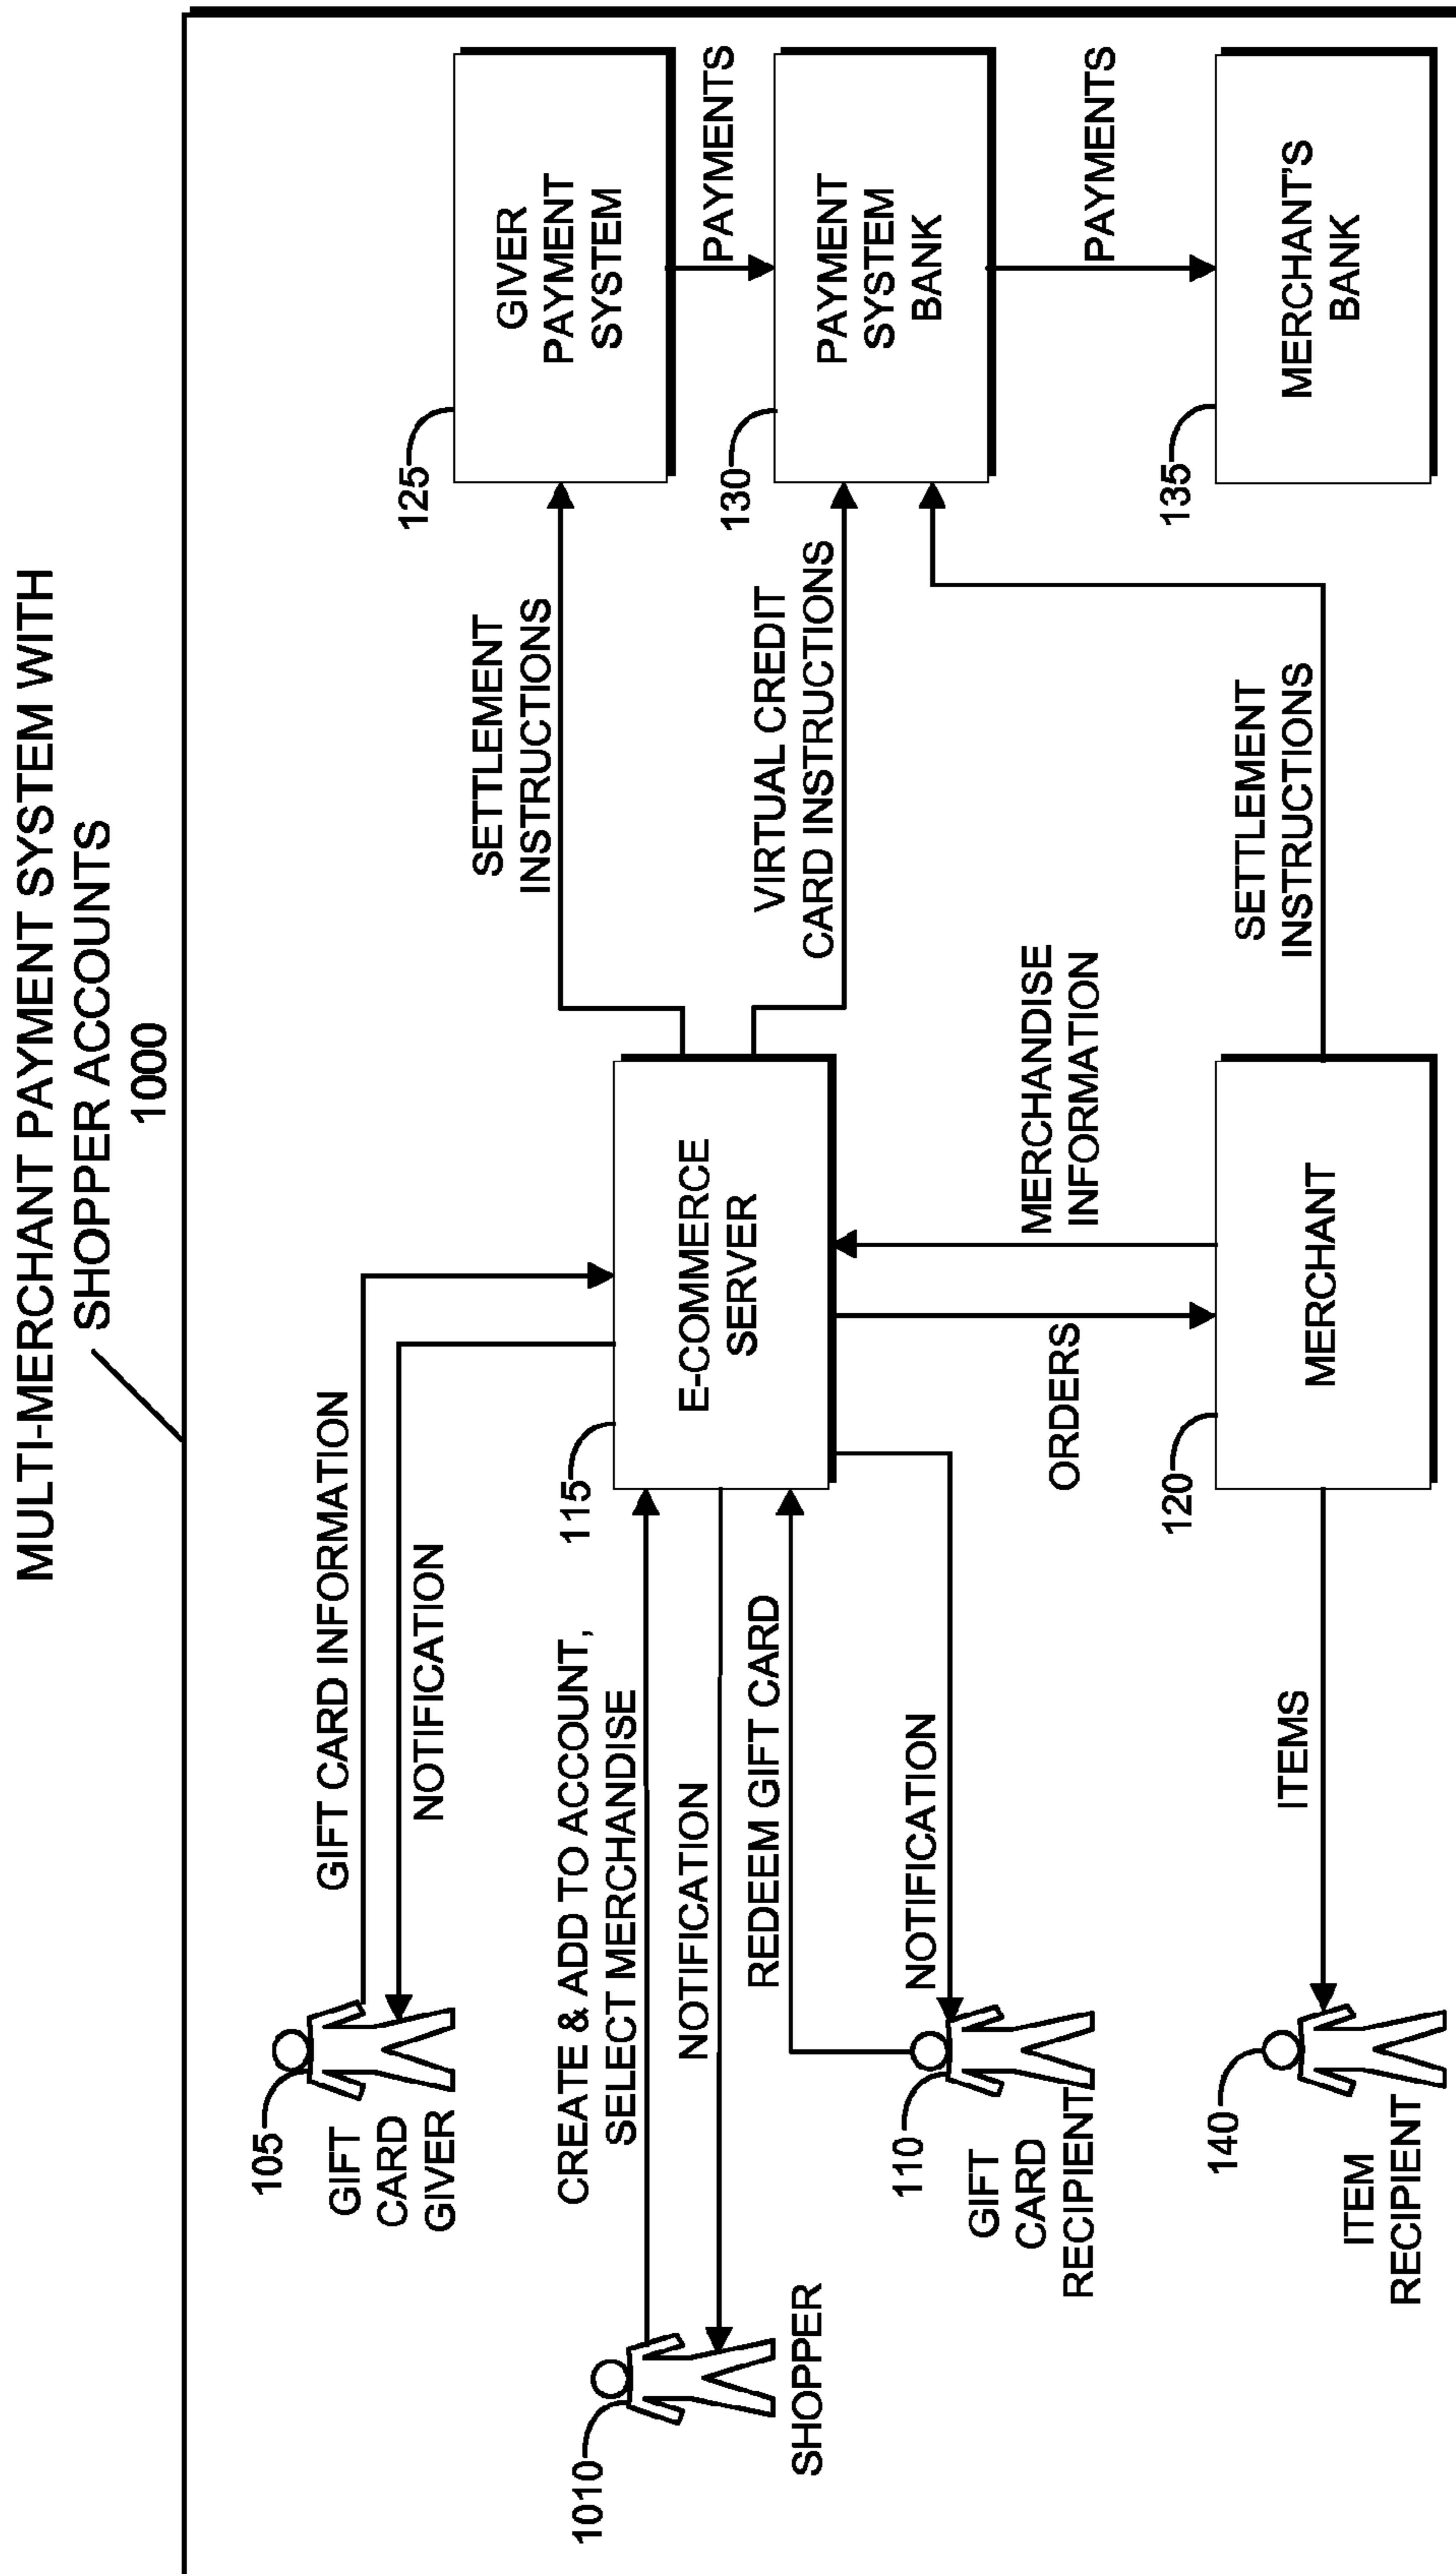 MULTI-MERCHANT PAYMENT SYSTEM WITH
SHOPPER ACCOUNTS
1000
105
GIFT
CARD
GIVER
GIFT CARD INFORMATION
NOTIFICATION
1010
SHOPPER
CREATE & ADD TO ACCOUNT,
SELECT MERCHANDISE
NOTIFICATION
REDEEM GIFT CARD
110
GIFT
CARD
RECIPIENT
NOTIFICATION
140
ITEM
RECIPIENT
ITEMS
115
E-COMMERCE
SERVER
ORDERS
MERCHANDISE
INFORMATION
120
MERCHANT
SETTLEMENT
INSTRUCTIONS
VIRTUAL CREDIT
CARD INSTRUCTIONS
SETTLEMENT
INSTRUCTIONS
125
GIVER
PAYMENT
SYSTEM
PAYMENTS
130
PAYMENT
SYSTEM
BANK
PAYMENTS
135
MERCHANT'S
BANK